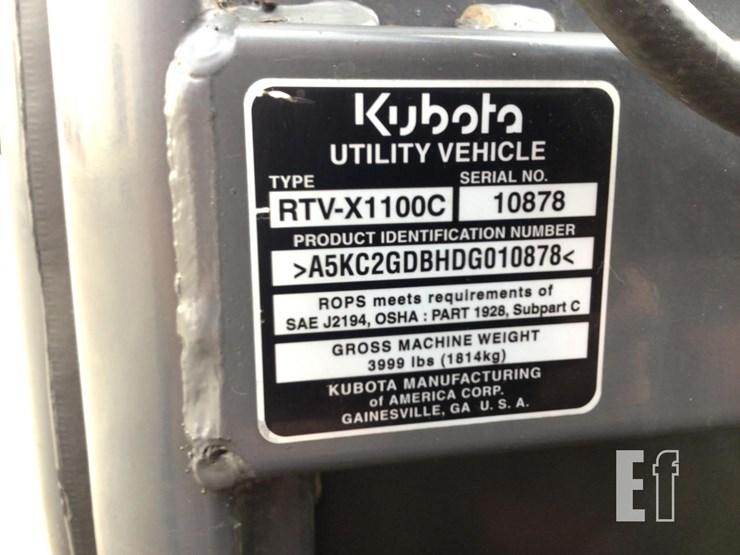 Kubota
UTILITY VEHICLE
TYPE SERIAL NO.
RTV-X1100C 10878
PRODUCT IDENTIFICATION NUMBER
>A5KC2GDBHDG010878<
ROPS meets requirements of
SAE J2194, OSHA : PART 1928, Subpart C
GROSS MACHINE WEIGHT
3999 lbs (1814kg)
KUBOTA MANUFACTURING
of AMERICA CORP.
GAINESVILLE, GA U. S. A.
Ef